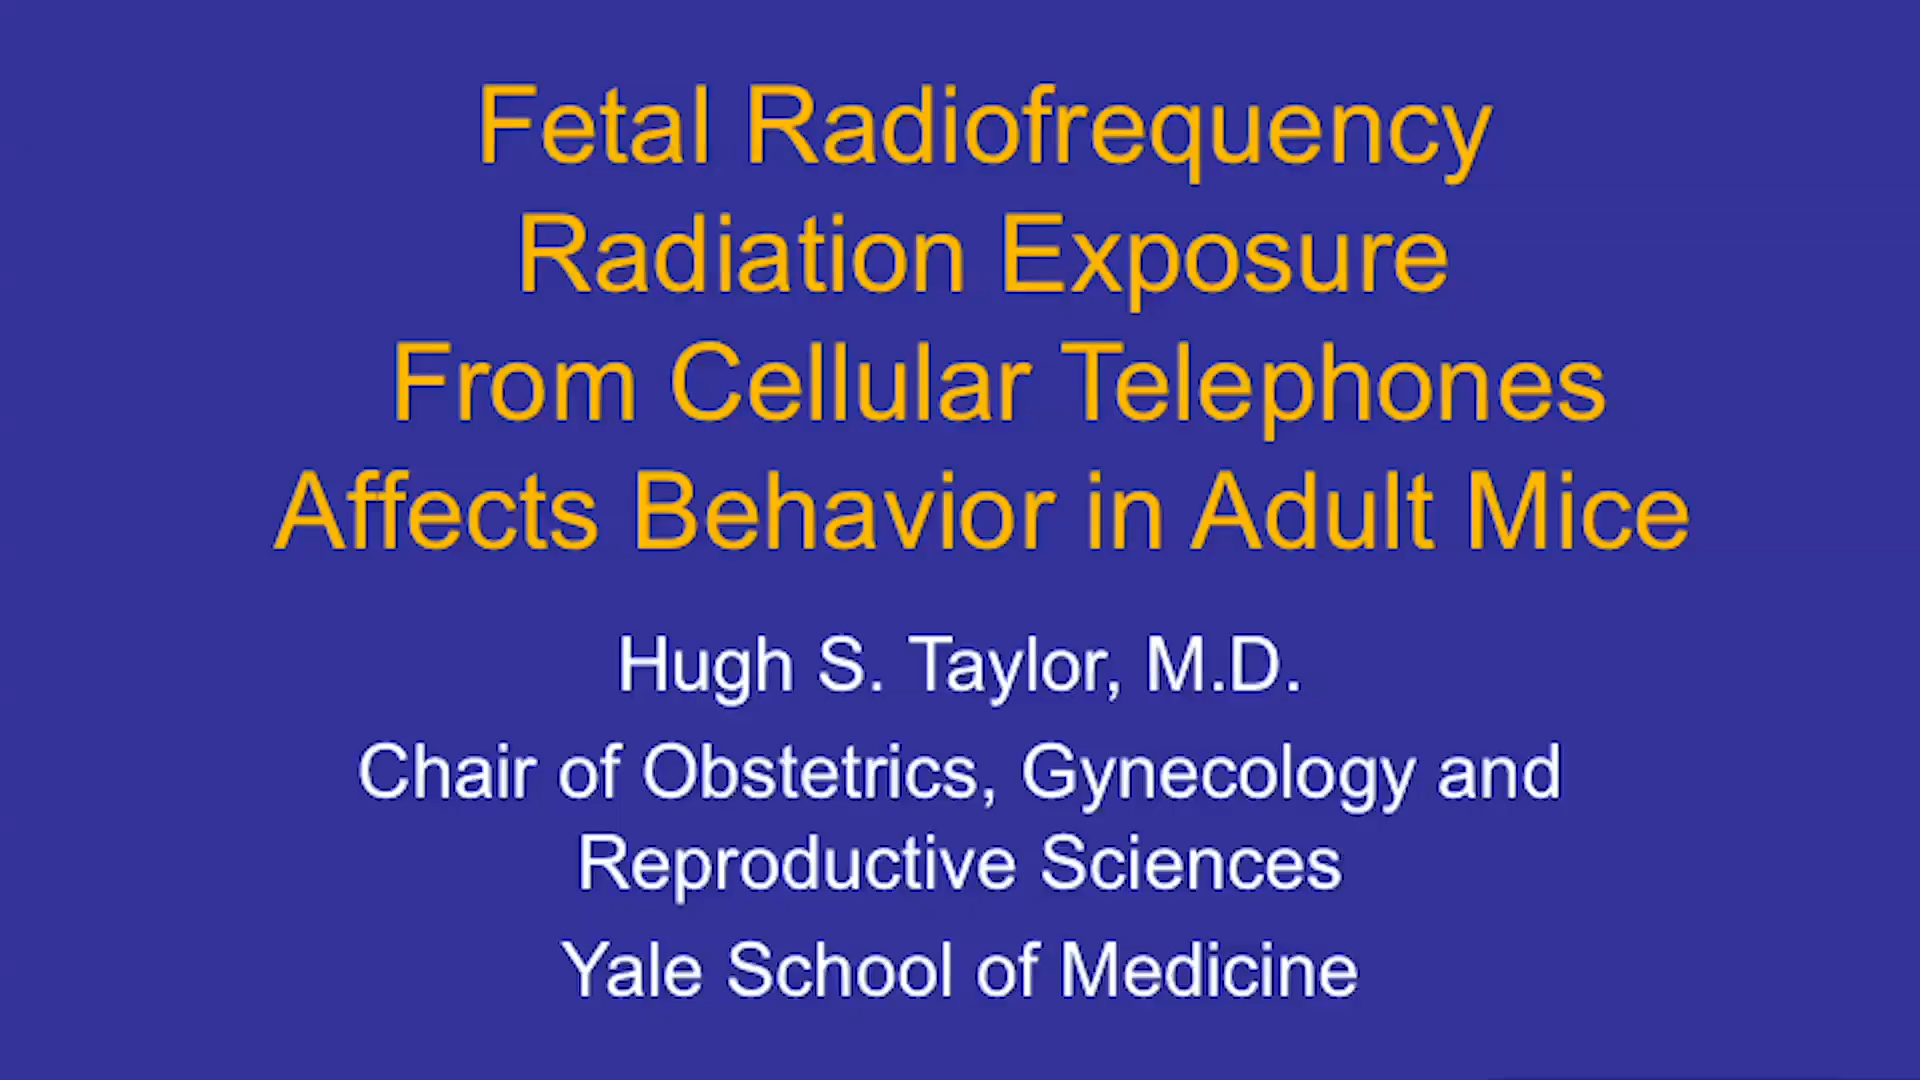 Fetal Radiofrequency
Radiation Exposure
From Cellular Telephones
Affects Behavior in Adult Mice
Hugh S. Taylor, M.D.
Chair of Obstetrics, Gynecology and
Reproductive Sciences
Yale School of Medicine